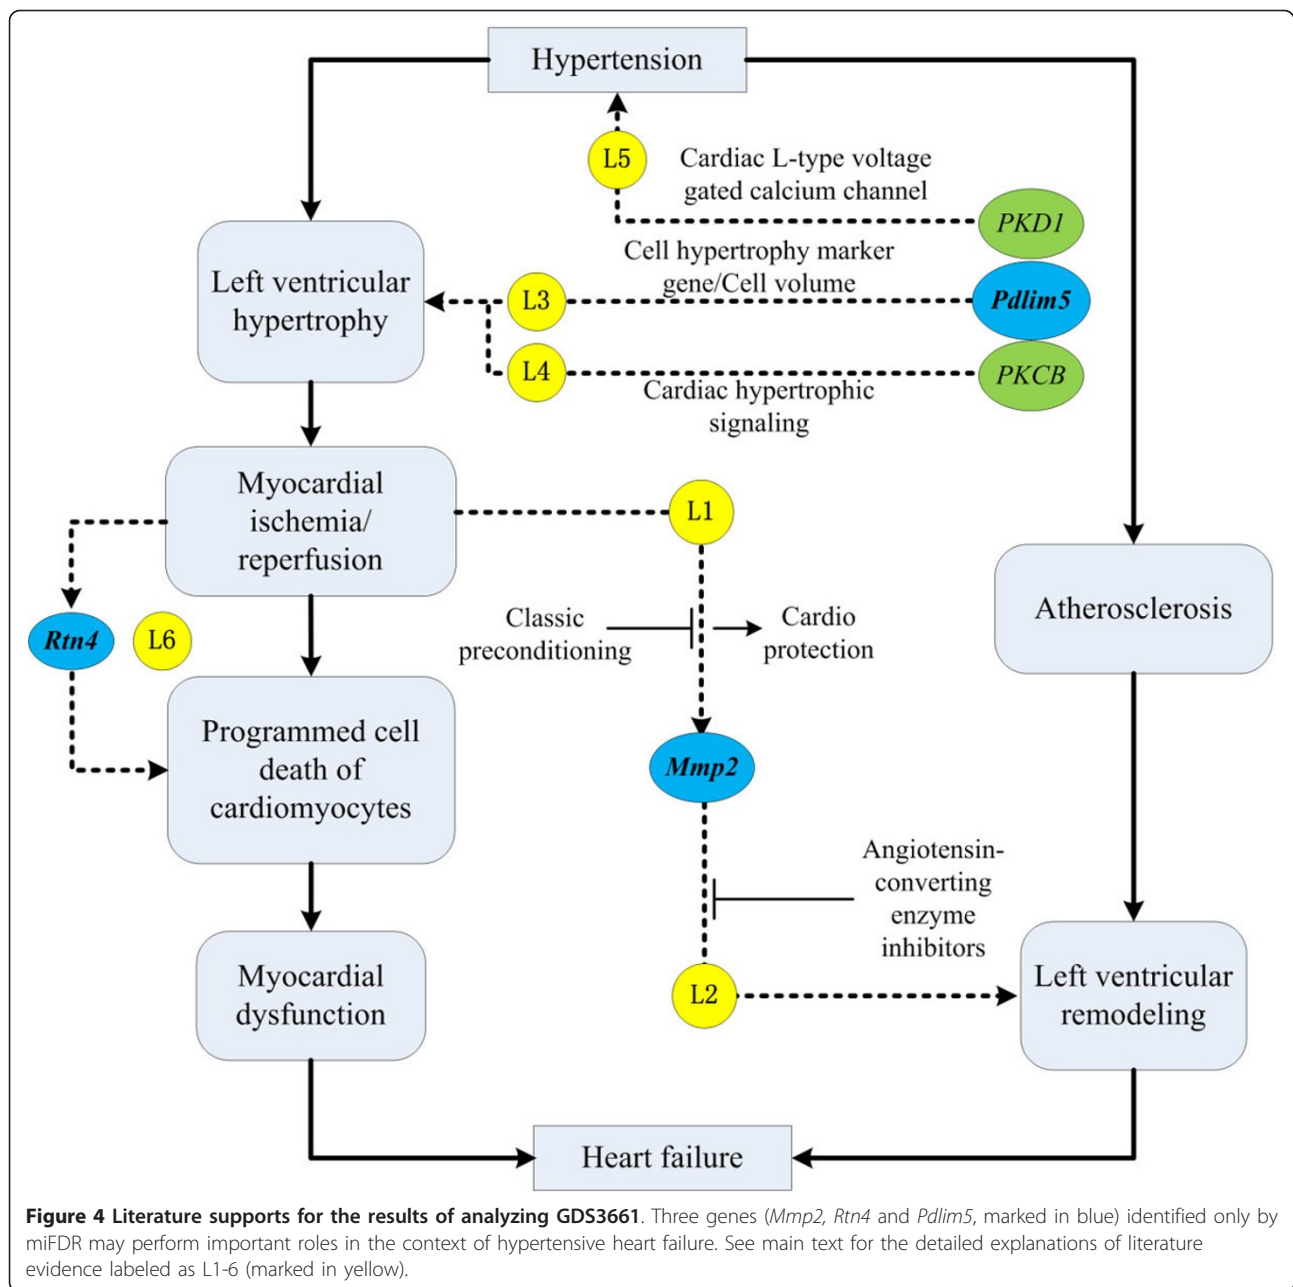 Hypertension
L5
Cardiac L-type voltage
gated calcium channel
PKD1
Left ventricular
hypertrophy
Cell hypertrophy marker
gene/Cell volume
L3
Pdlim5
L4
Cardiac hypertrophic
signaling
PKCB
Myocardial
ischemia/
reperfusion
L1
Rtn4
L6
Classic
preconditioning
Cardio
protection
Atherosclerosis
Programmed cell
death of
cardiomyocytes
Mmp2
Angiotensin-
converting
enzyme
inhibitors
Myocardial
dysfunction
L2
Left ventricular
remodeling
Heart failure
Figure 4 Literature supports for the results of analyzing GDS3661. Three genes (Mmp2, Rtn4 and Pdlim5, marked in blue) identified only by
miFDR may perform important roles in the context of hypertensive heart failure. See main text for the detailed explanations of literature
evidence labeled as L1-6 (marked in yellow).